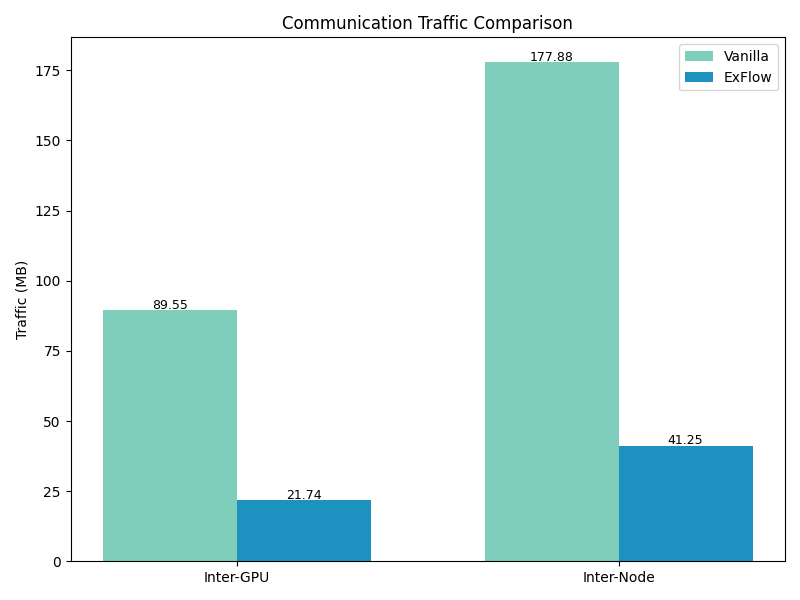 Communication Traffic Comparison
Vanilla
ExFlow
Traffic (MB)
175
150
125
100
75
50
25
0
177.88
89.55
41.25
21.74
Inter-GPU
Inter-Node